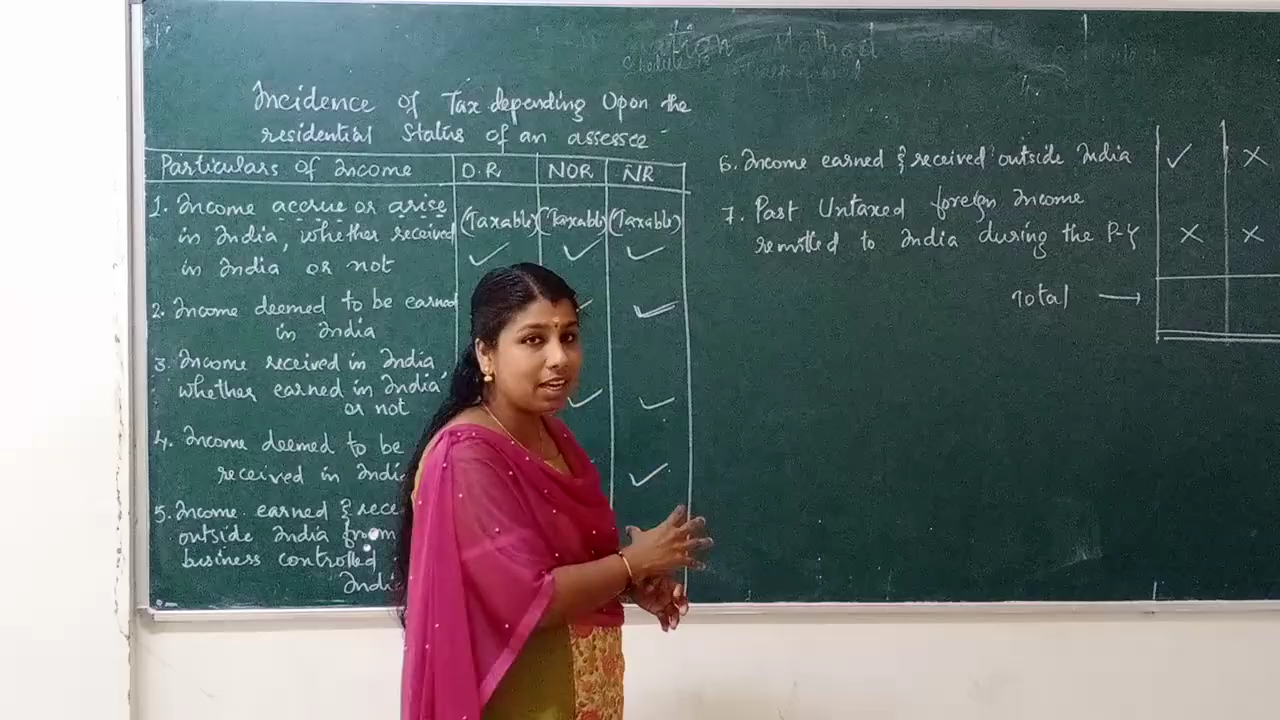 Method
Incidence of Tax depending Upon the
residential Status of an assessee
Particulars of Income O.R NOR NR
1. Income accrue or arise
in India, whether received
in India or not
(Taxable) (Taxable) (Taxable)
✓ ✓ ✓
2. Income deemed to be earned
in India
✓
3. Income received in India,
whether earned in India
or not
✓ ✓
4. Income deemed to be
received in
✓
5. Income earned &
outside India from
business controlled
6. Income earned & received outside India ✓ X
7. Past Untaxed foreign Income
remitted to India during the P.Y X X
Total →